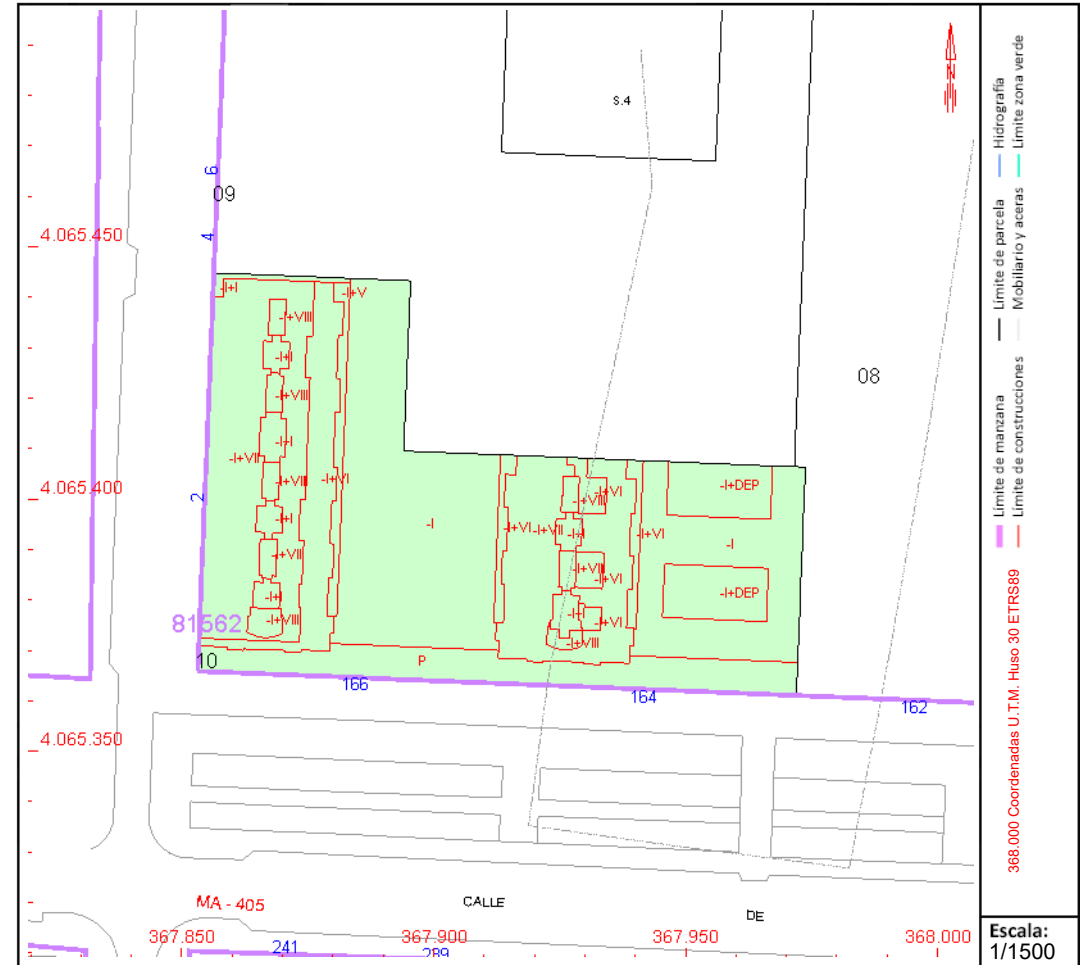 S.4
N
6
09
4
4.065.450
-I+I
-I+V
-I+VIII
-I+I
08
-I+VIII
-I+I
-I+VII
-I+VII
-I+VI
4.065.400
2
-I+DEP
-I+VI
-I+VIII
-I+I
-I
-I+VI
-I+VII
-I+I
-I+VI
-I
-I+VII
-I+VII
-I+VI
-I+DEP
-I+I
-I+VIII
81562
-I+I
-I+VI
-I+VIII
10
P
166
164
162
4.065.350
MA - 405
CALLE
DE
367.850
367.900
367.950
368.000
241
289
368.000 Coordenadas U.T.M. Huso 30 ETRS89
Límite de manzana
Límite de parcela
Hidrografía
Límite de construcciones
Mobiliario y aceras
Límite zona verde
Escala:
1/1500